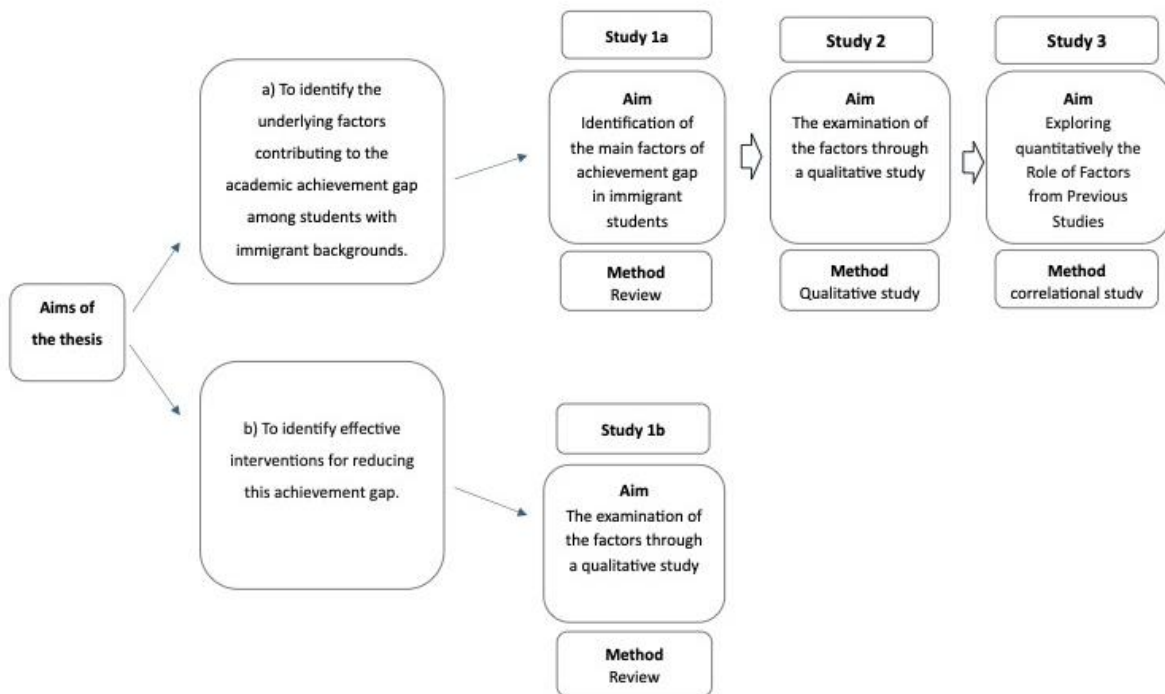 Aims of
the thesis
a) To identify the
underlying factors
contributing to the
academic achievement gap
among students with
immigrant backgrounds.
Study 1a
Aim
Identification of
the main factors of
achievement gap
in immigrant
students
Method
Review
Study 2
Aim
The examination of
the factors through
a qualitative study
Method
Qualitative study
Study 3
Aim
Exploring
quantitatively the
Role of Factors
from Previous
Studies
Method
correlational study
b) To identify effective
interventions for reducing
this achievement gap.
Study 1b
Aim
The examination of
the factors through
a qualitative study
Method
Review